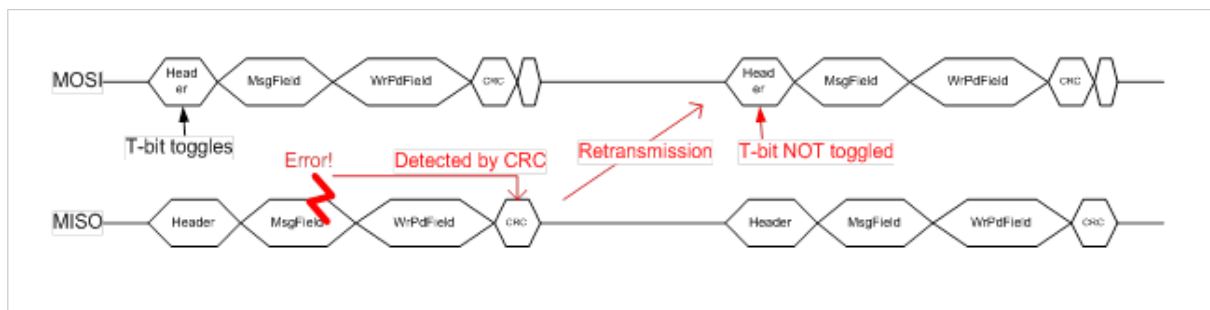 MOSI
Head
er
MsgField
WrPdField
CRC
Head
er
MsgField
WrPdField
CRC
T-bit toggles
Error!
Detected by CRC
Retransmission
T-bit NOT toggled
MISO
Header
MsgField
WrPdField
CRC
Header
MsgField
WrPdField
CRC